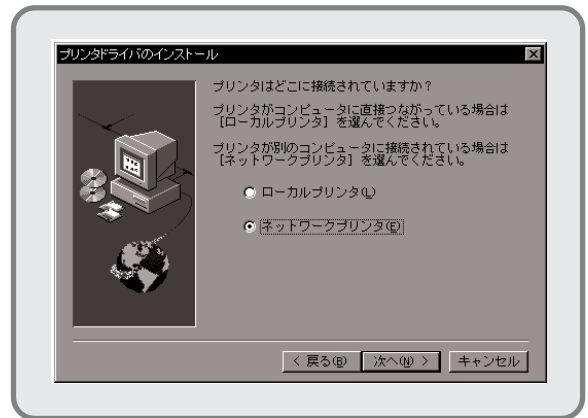 プリンタドライバのインストール
プリンタはどこに接続されていますか？
プリンタがコンピュータに直接つながっている場合は
[ローカルプリンタ] を選んでください。
プリンタが別のコンピュータに接続されている場合は
[ネットワークプリンタ] を選んでください。
ローカルプリンタ(L)
ネットワークプリンタ(E)
< 戻る(B)
次へ(N) >
キャンセル